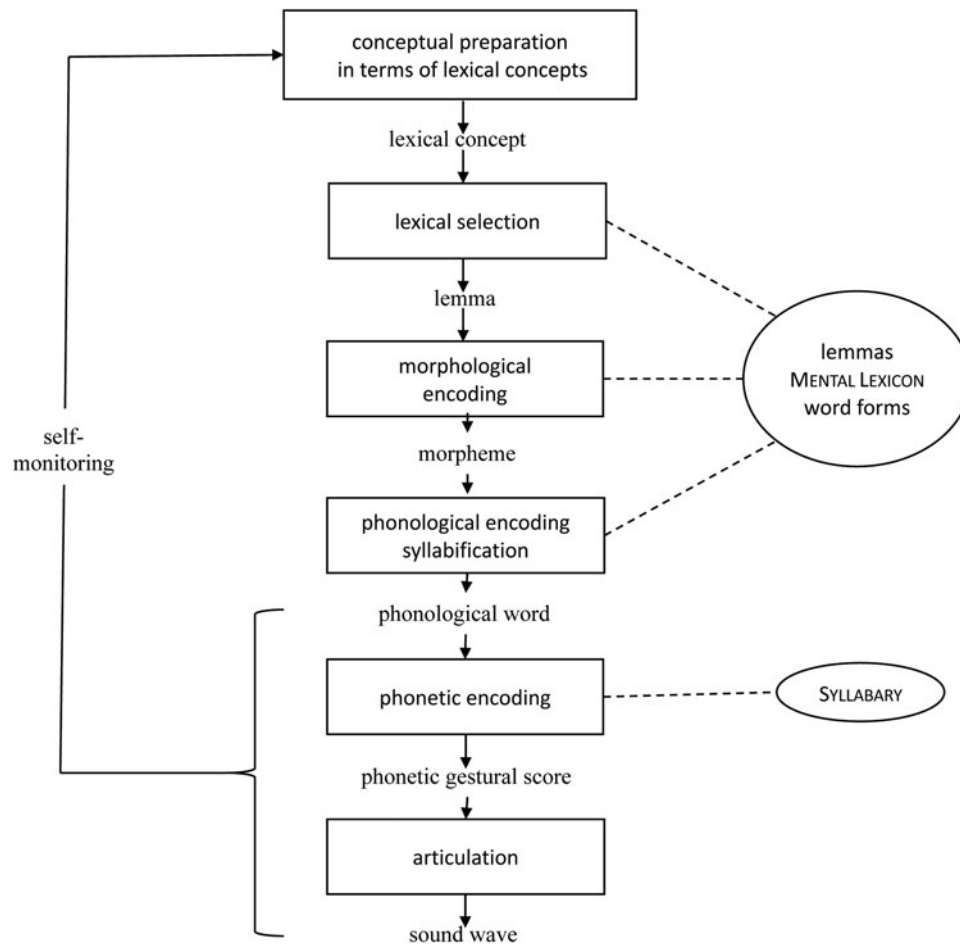 conceptual preparation
in terms of lexical concepts
lexical concept
lexical selection
lemma
lemmas
MENTAL LEXICON
word forms
morphological
encoding
self-
monitoring
morpheme
phonological encoding
syllabification
phonological word
phonetic encoding
SYLLABARY
phonetic gestural score
articulation
sound wave